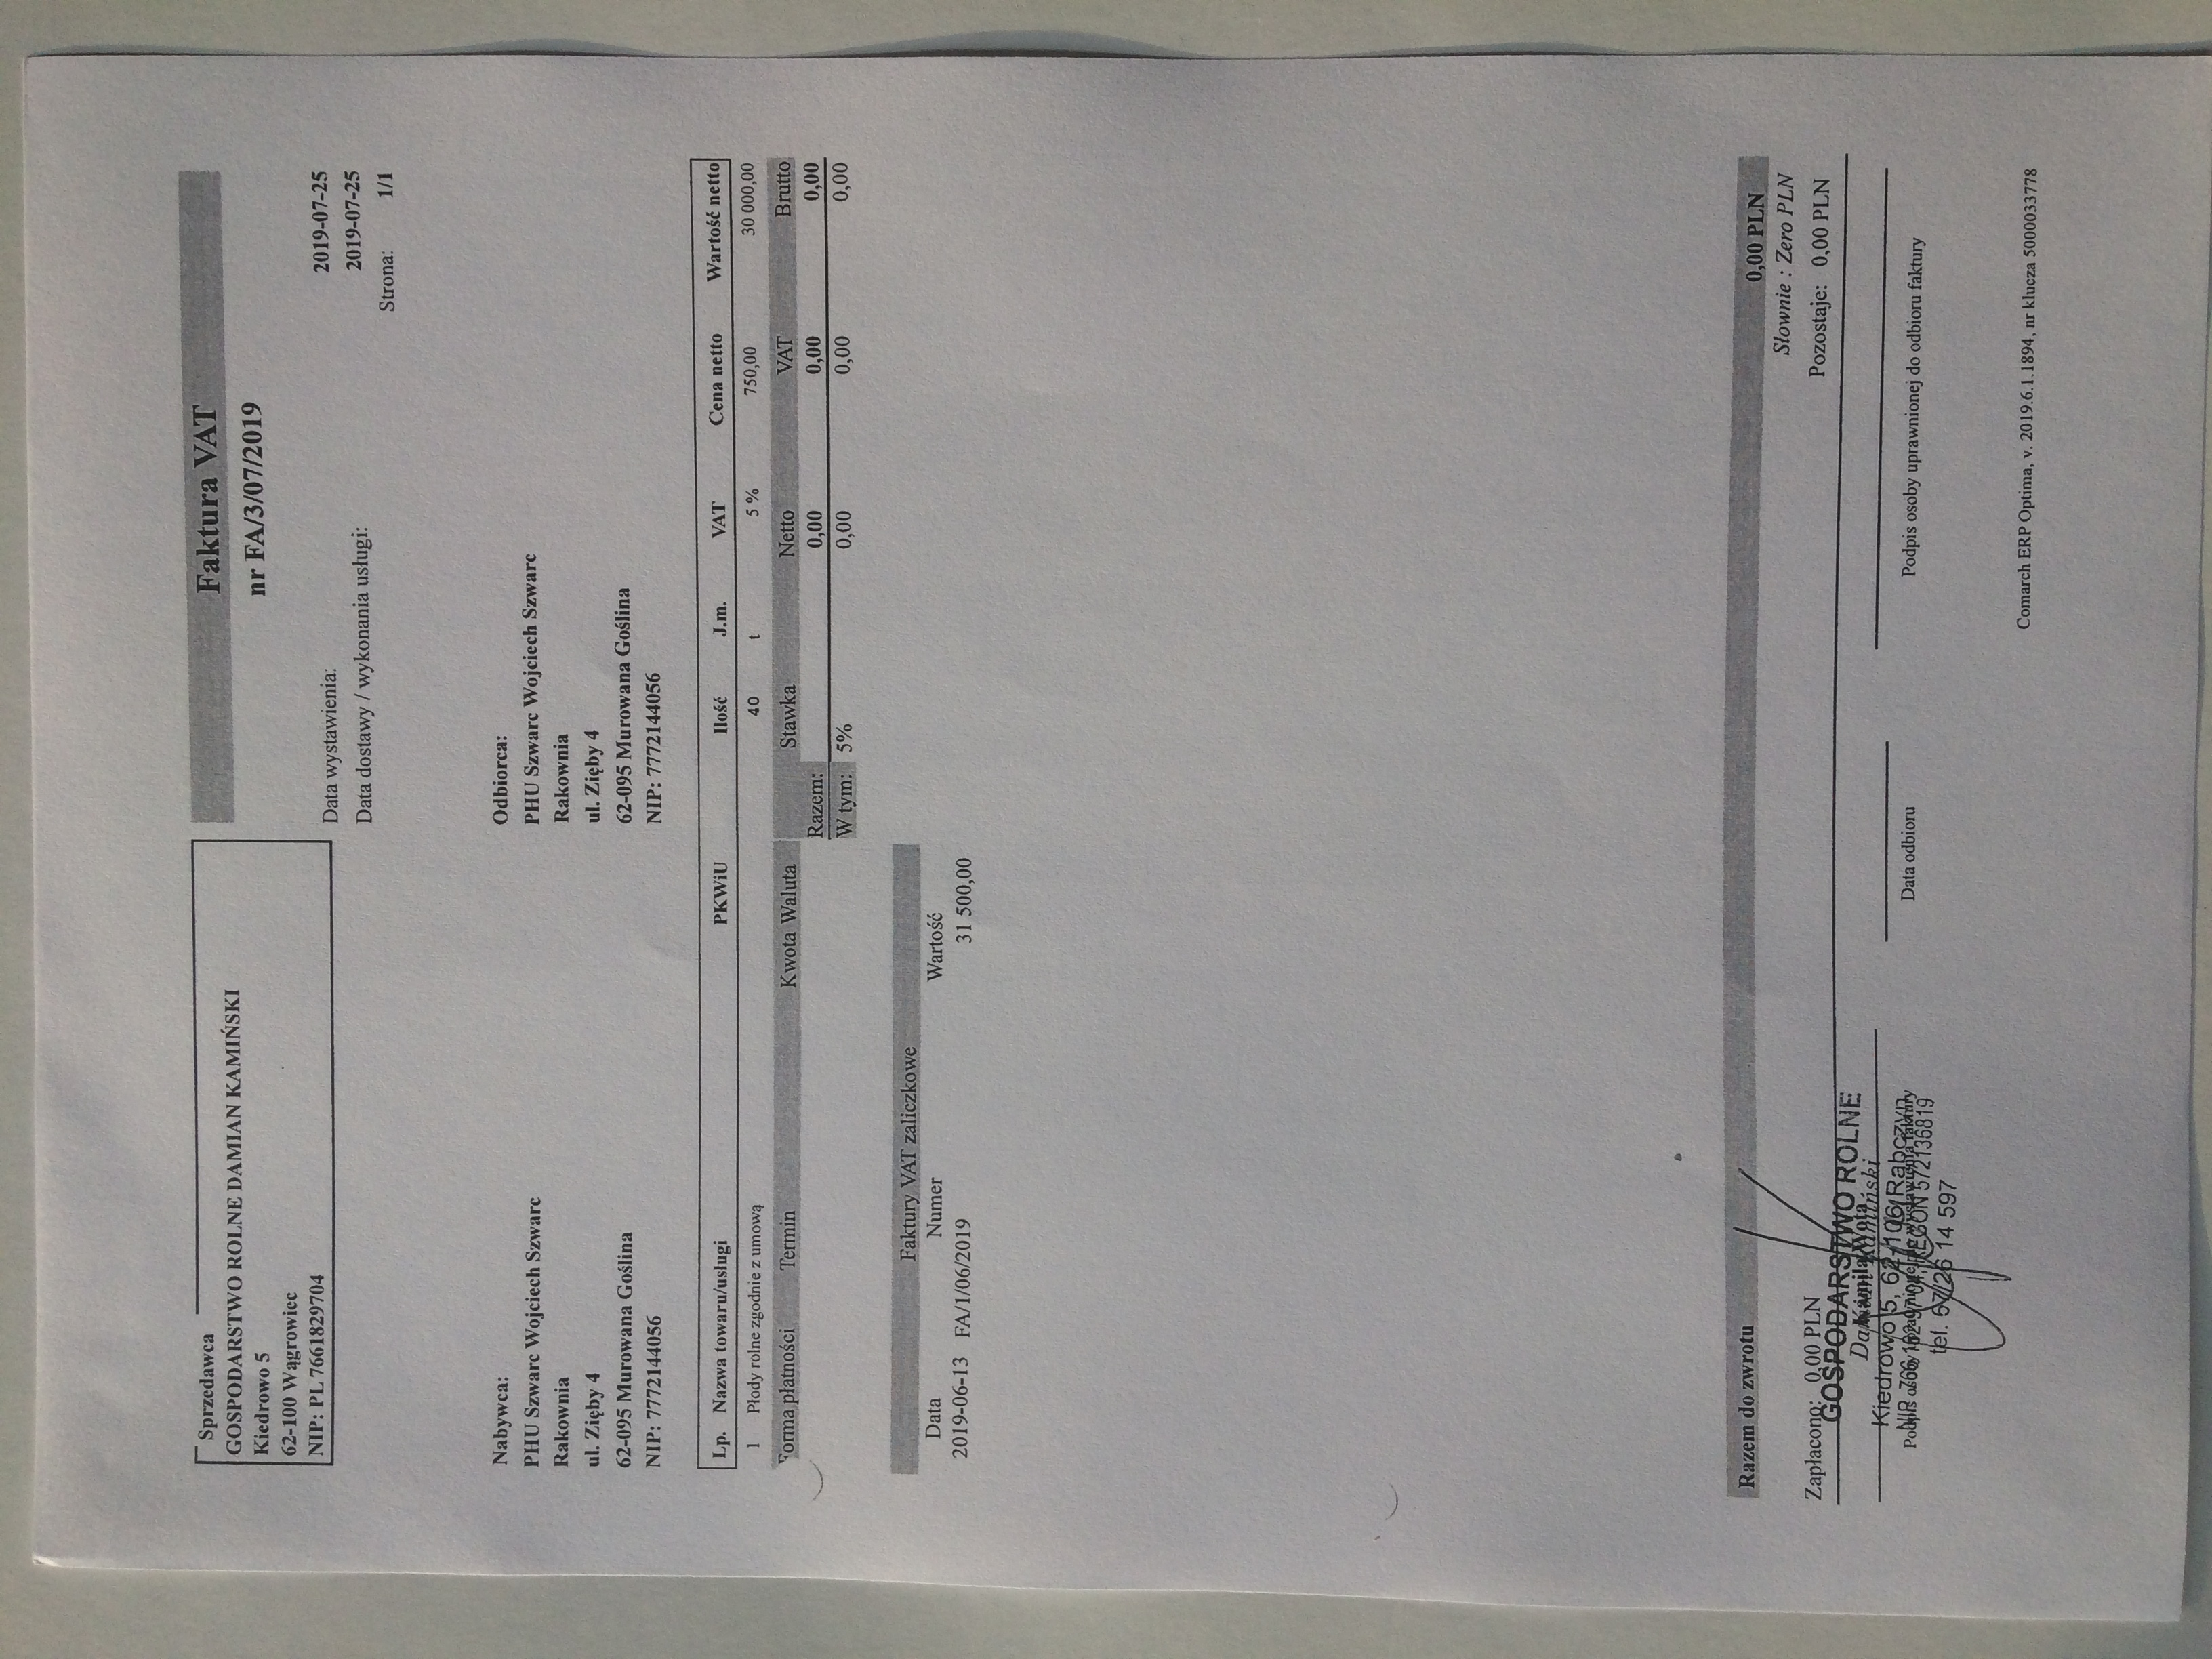 Sprzedawca
GOSPODARSTWO ROLNE DAMIAN KAMIŃSKI
Kiedrowo 5
62-100 Wągrowiec
NIP: PL 7661829704
Faktura VAT
nr FA/3/07/2019
Data wystawienia: 2019-07-25
Data dostawy / wykonania usługi: 2019-07-25
Strona: 1/1
Nabywca:
PHU Szwarc Wojciech Szwarc
Rakownia
ul. Zięby 4
62-095 Murowana Goślina
NIP: 7772144056
Odbiorca:
PHU Szwarc Wojciech Szwarc
Rakownia
ul. Zięby 4
62-095 Murowana Goślina
NIP: 7772144056
Lp. Nazwa towaru/usługi PKWiU Ilość J.m. VAT Cena netto Wartość netto
1 Płody rolne zgodnie z umową 40 t 5 % 750,00 30 000,00
Forma płatności Termin Kwota Waluta Stawka Netto VAT Brutto
Razem: 0,00 0,00 0,00
W tym: 5% 0,00 0,00 0,00
Faktury VAT zaliczkowe
Data Numer Wartość
2019-06-13 FA/1/06/2019 31 500,00
Razem do zwrotu 0,00 PLN
Słownie : Zero PLN
Zapłacono: 0,00 PLN Pozostaje: 0,00 PLN
GOSPODARSTWO ROLNE
Damian Kamiński
Kamila Wota
Kiedrowo 5, 62-106 Rąbczyn
NIP 766-182-97-04, REGON 572136819
Podpis osoby uprawnionej do wystawienia faktury
tel. 67/26 14 597
Data odbioru
Podpis osoby uprawnionej do odbioru faktury
Comarch ERP Optima, v. 2019.6.1.1894, nr klucza 5000033778